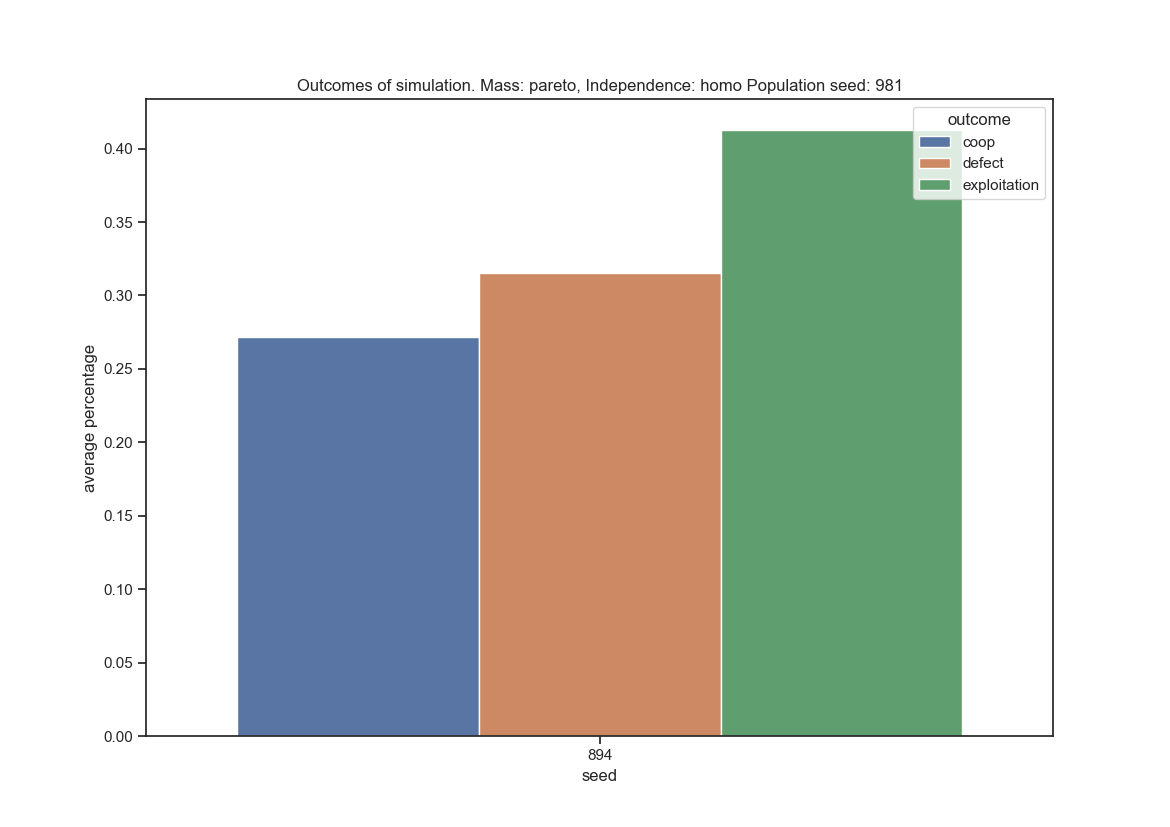 Outcomes of simulation. Mass: pareto, Independence: homo Population seed: 981
outcome
coop
defect
exploitation
0.40
0.35
0.30
0.25
0.20
0.15
0.10
0.05
0.00
average percentage
894
seed